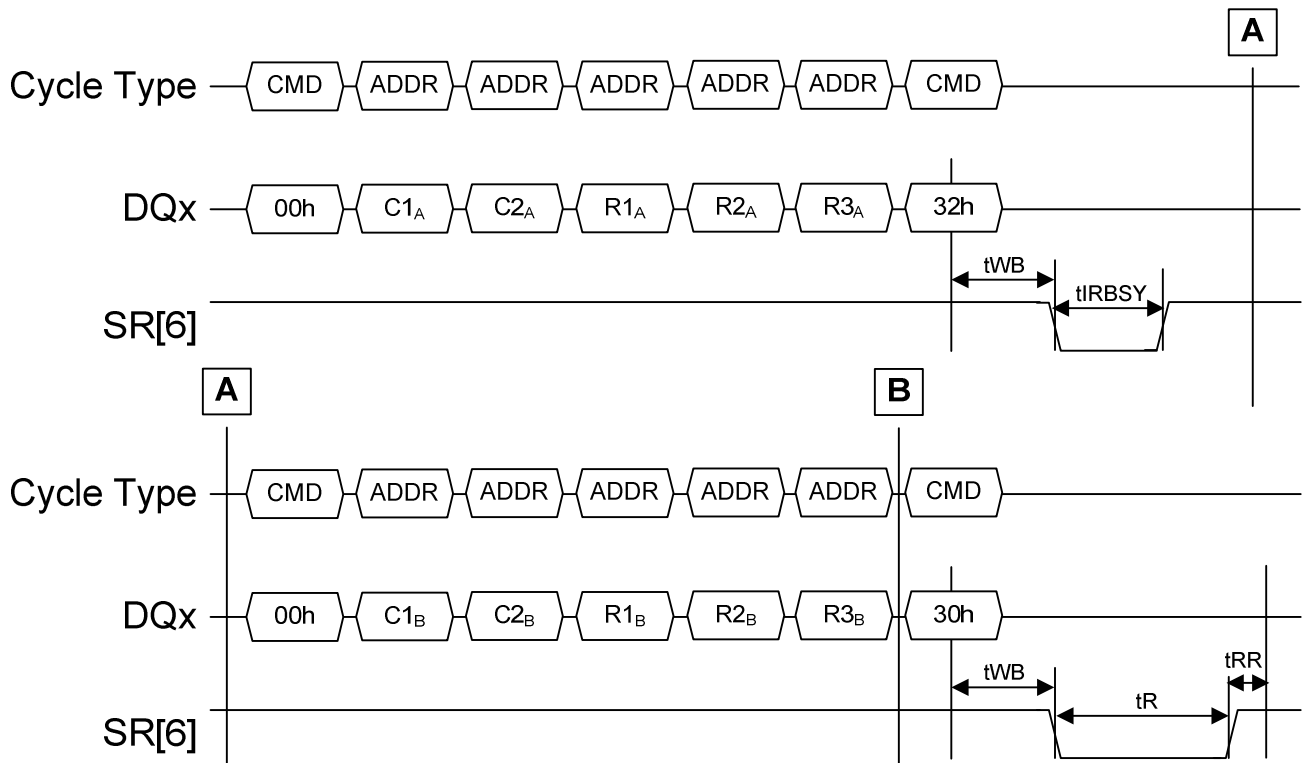 A
Cycle Type CMD ADDR ADDR ADDR ADDR ADDR CMD
DQx 00h C1A C2A R1A R2A R3A 32h
tWB
tIRBSY
SR[6]
A B
Cycle Type CMD ADDR ADDR ADDR ADDR ADDR CMD
DQx 00h C1B C2B R1B R2B R3B 30h
tWB tR tRR
SR[6]